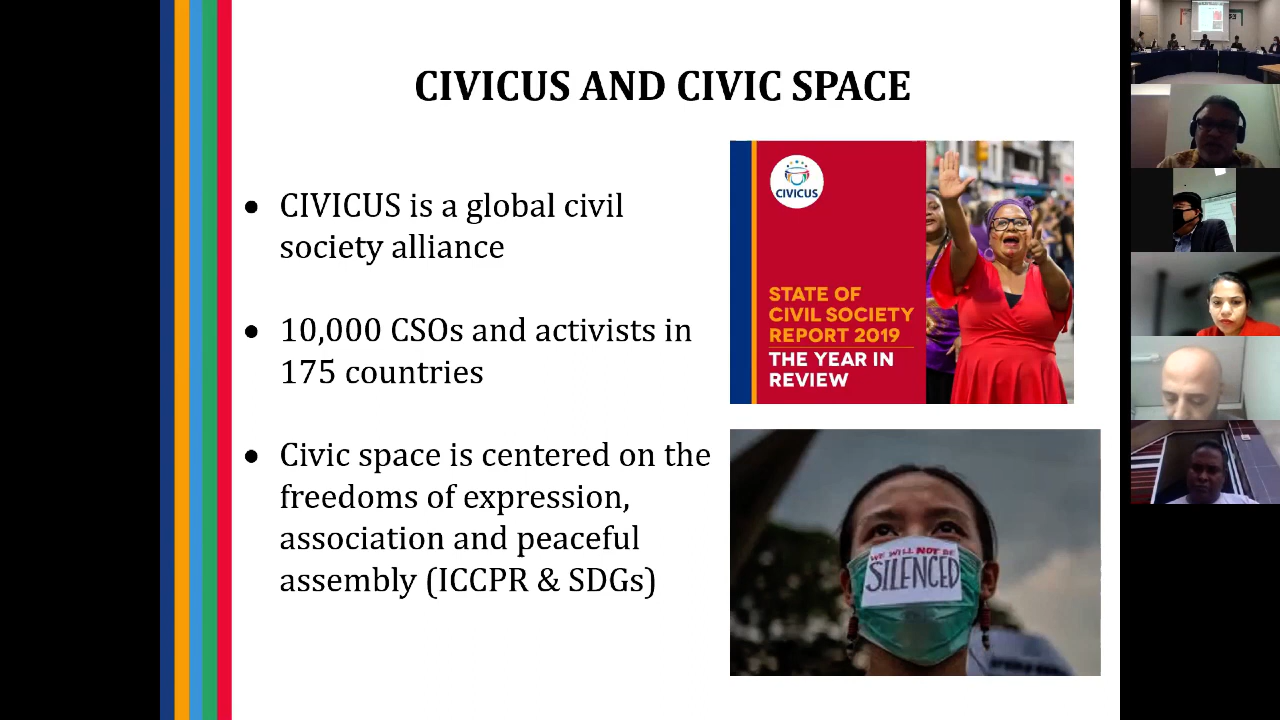 CIVICUS AND CIVIC SPACE
• CIVICUS is a global civil
society alliance
• 10,000 CSOs and activists in
175 countries
• Civic space is centered on the
freedoms of expression,
association and peaceful
assembly (ICCPR & SDGs)
CIVICUS
STATE OF
CIVIL SOCIETY
REPORT 2019
THE YEAR IN
REVIEW
WE WILL NOT BE
SILENCED